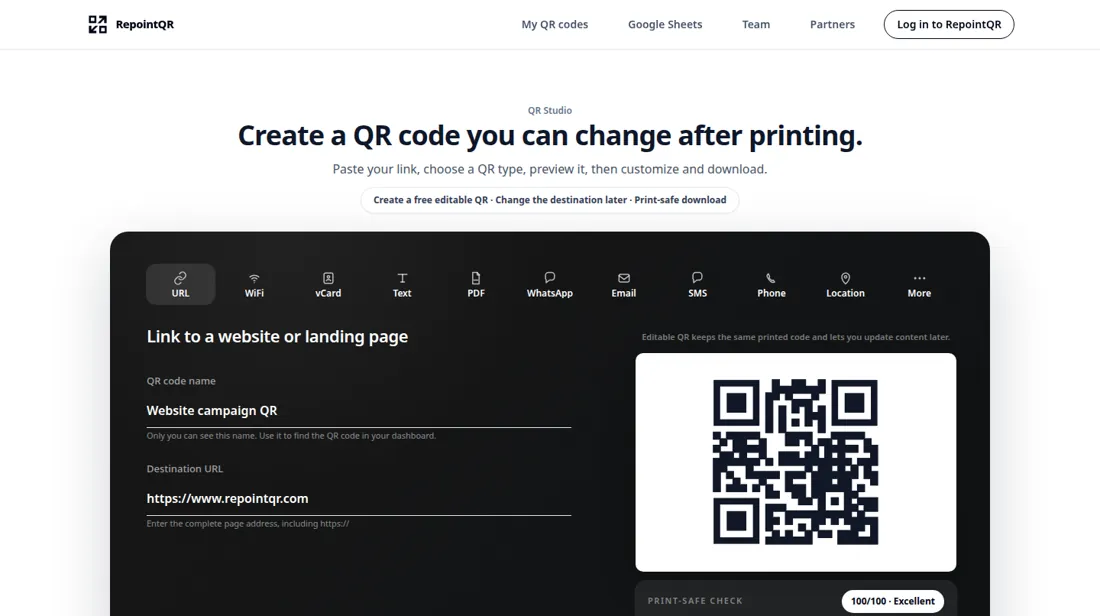 RepointQR
My QR codes
Google Sheets
Team
Partners
Log in to RepointQR
QR Studio
Create a QR code you can change after printing.
Paste your link, choose a QR type, preview it, then customize and download.
Create a free editable QR · Change the destination later · Print-safe download
URL
WiFi
vCard
Text
PDF
WhatsApp
Email
SMS
Phone
Location
More
Link to a website or landing page
QR code name
Website campaign QR
Only you can see this name. Use it to find the QR code in your dashboard.
Destination URL
https://www.repointqr.com
Enter the complete page address, including https://
Editable QR keeps the same printed code and lets you update content later.
PRINT-SAFE CHECK
100/100 · Excellent